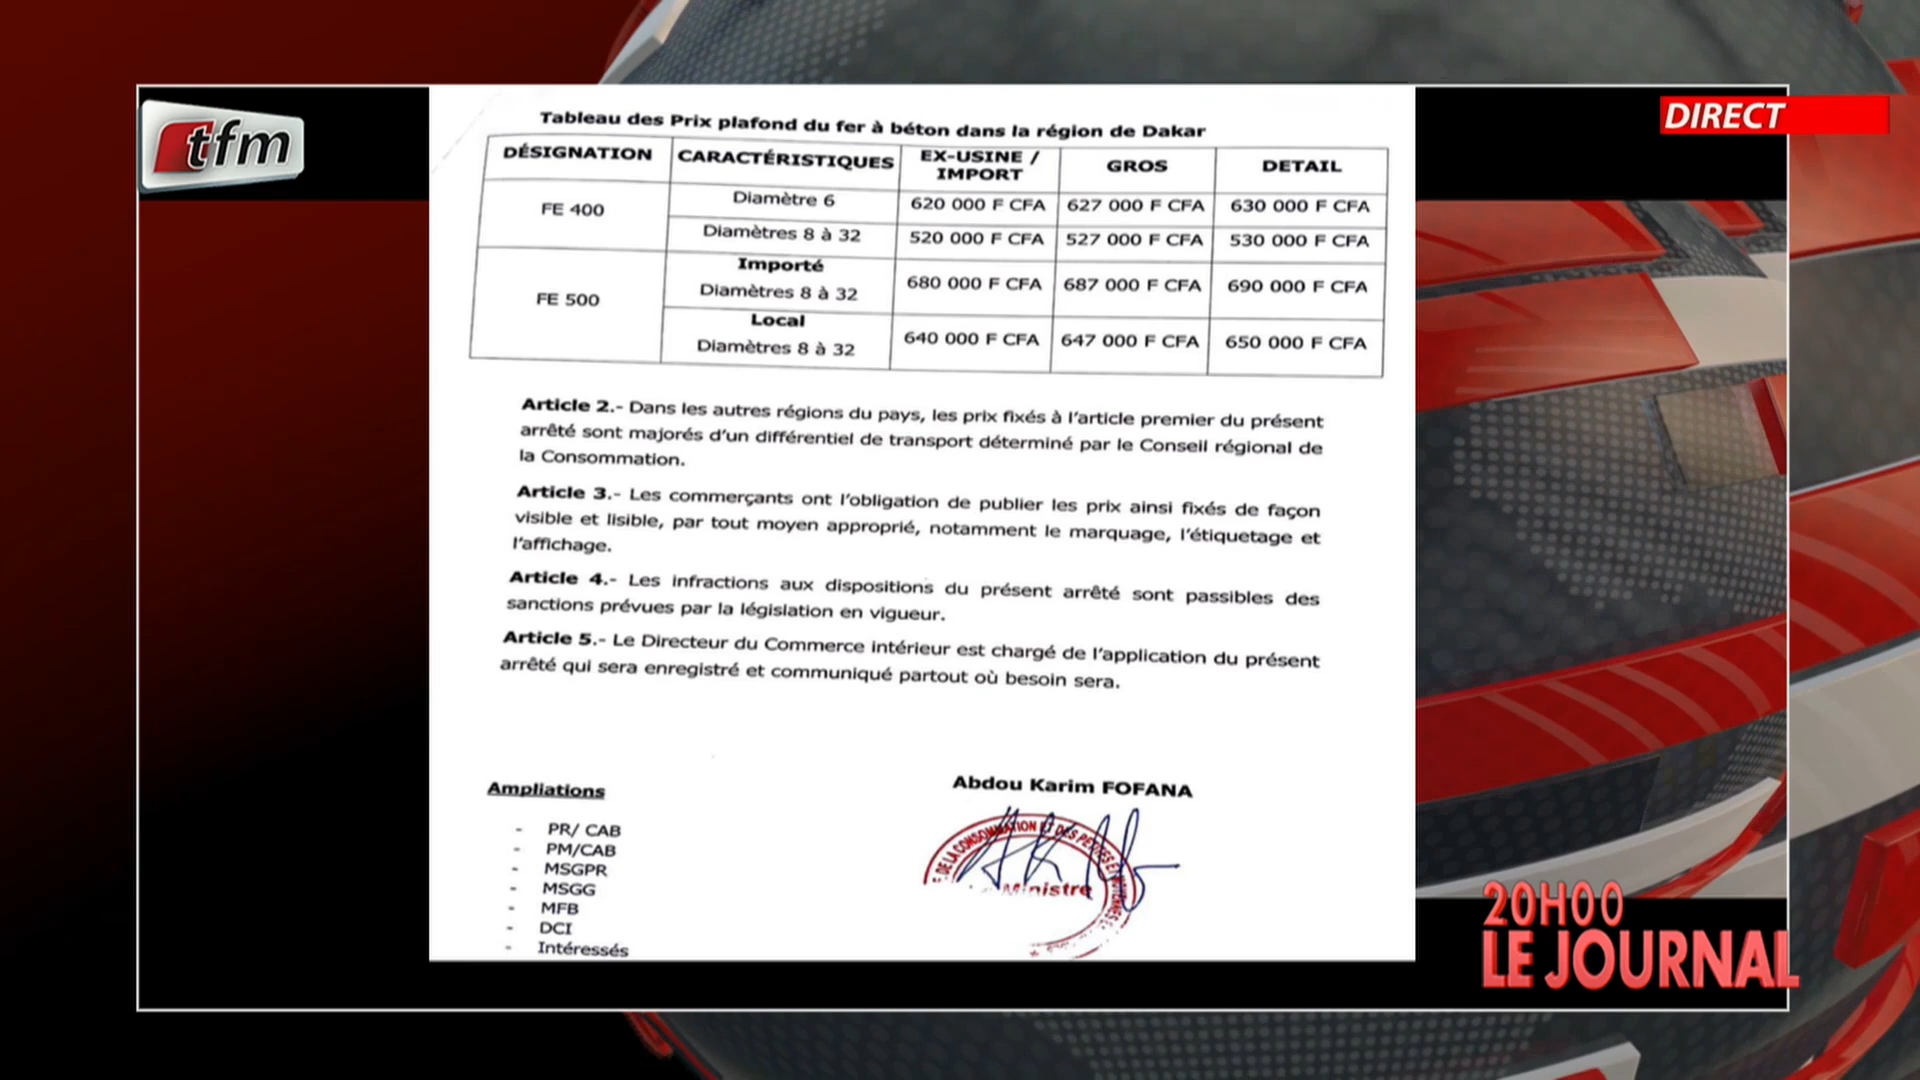 tfm
DIRECT
Tableau des Prix plafond du fer à béton dans la région de Dakar
DÉSIGNATION CARACTÉRISTIQUES EX-USINE / IMPORT GROS DETAIL
FE 400 Diamètre 6 620 000 F CFA 627 000 F CFA 630 000 F CFA
Diamètres 8 à 32 520 000 F CFA 527 000 F CFA 530 000 F CFA
FE 500 Importé
Diamètres 8 à 32 680 000 F CFA 687 000 F CFA 690 000 F CFA
Local
Diamètres 8 à 32 640 000 F CFA 647 000 F CFA 650 000 F CFA
Article 2.- Dans les autres régions du pays, les prix fixés à l'article premier du présent
arrêté sont majorés d'un différentiel de transport déterminé par le Conseil régional de
la Consommation.
Article 3.- Les commerçants ont l'obligation de publier les prix ainsi fixés de façon
visible et lisible, par tout moyen approprié, notamment le marquage, l'étiquetage et
l'affichage.
Article 4.- Les infractions aux dispositions du présent arrêté sont passibles des
sanctions prévues par la législation en vigueur.
Article 5.- Le Directeur du Commerce intérieur est chargé de l'application du présent
arrêté qui sera enregistré et communiqué partout où besoin sera.
Abdou Karim FOFANA
DE LA CONSOMMATION ET DES PETITES ET MOYENNES
Ministre
Ampliations
- PR/ CAB
- PM/CAB
- MSGPR
- MSGG
- MFB
- DCI
- Intéressés
20H00
LE JOURNAL